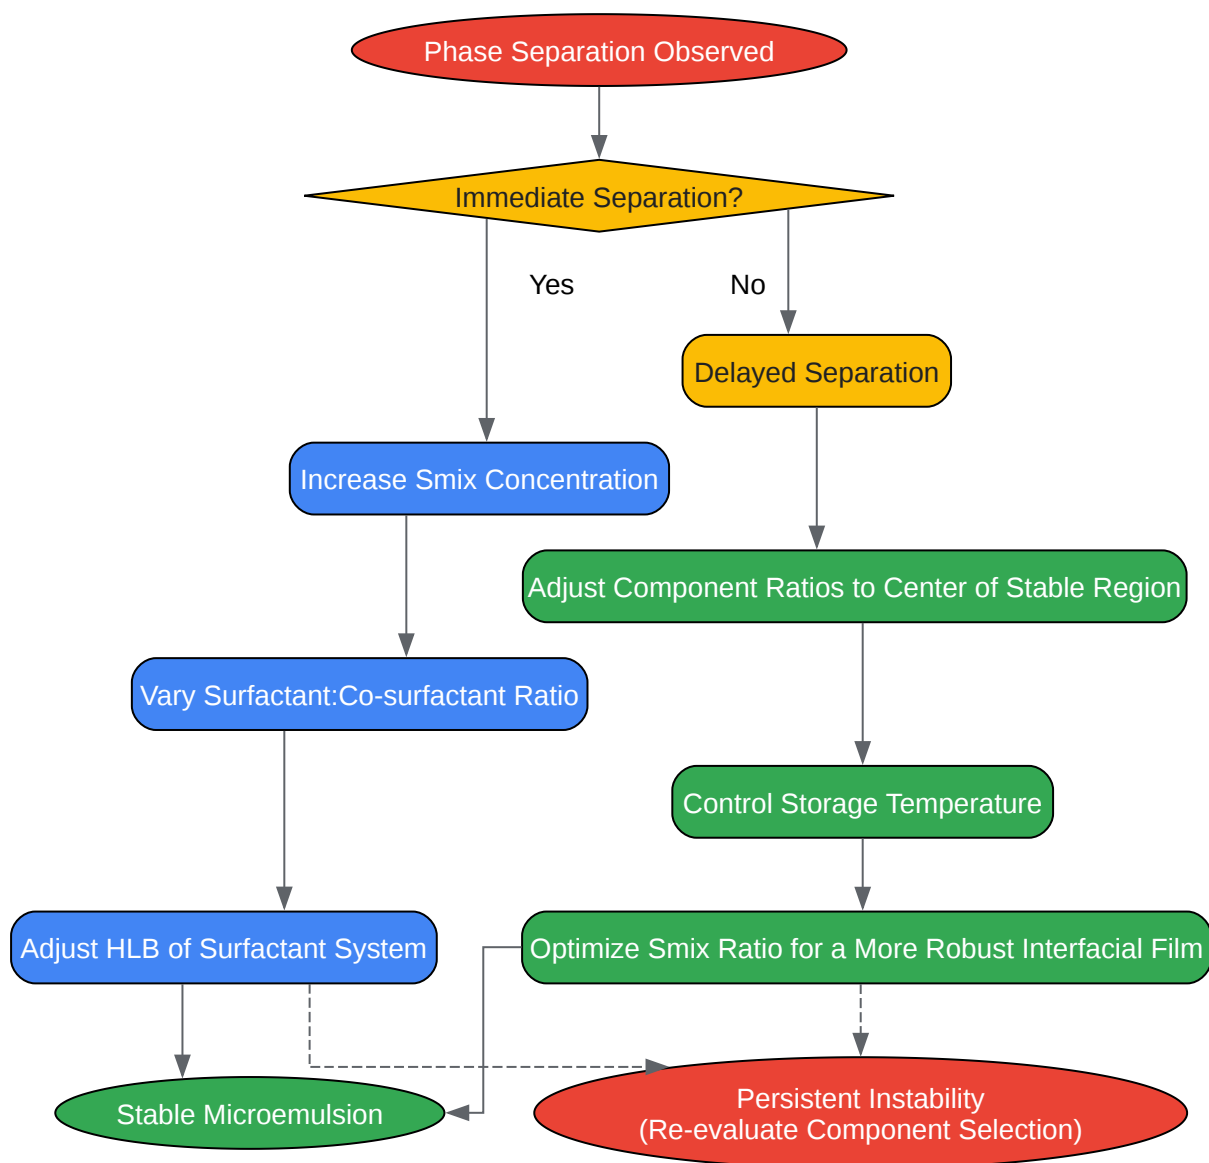 Phase Separation Observed
Immediate Separation?
Yes
No
Delayed Separation
Increase Smix Concentration
Adjust Component Ratios to Center of Stable Region
Vary Surfactant:Co-surfactant Ratio
Control Storage Temperature
Adjust HLB of Surfactant System
Optimize Smix Ratio for a More Robust Interfacial Film
Stable Microemulsion
Persistent Instability
(Re-evaluate Component Selection)